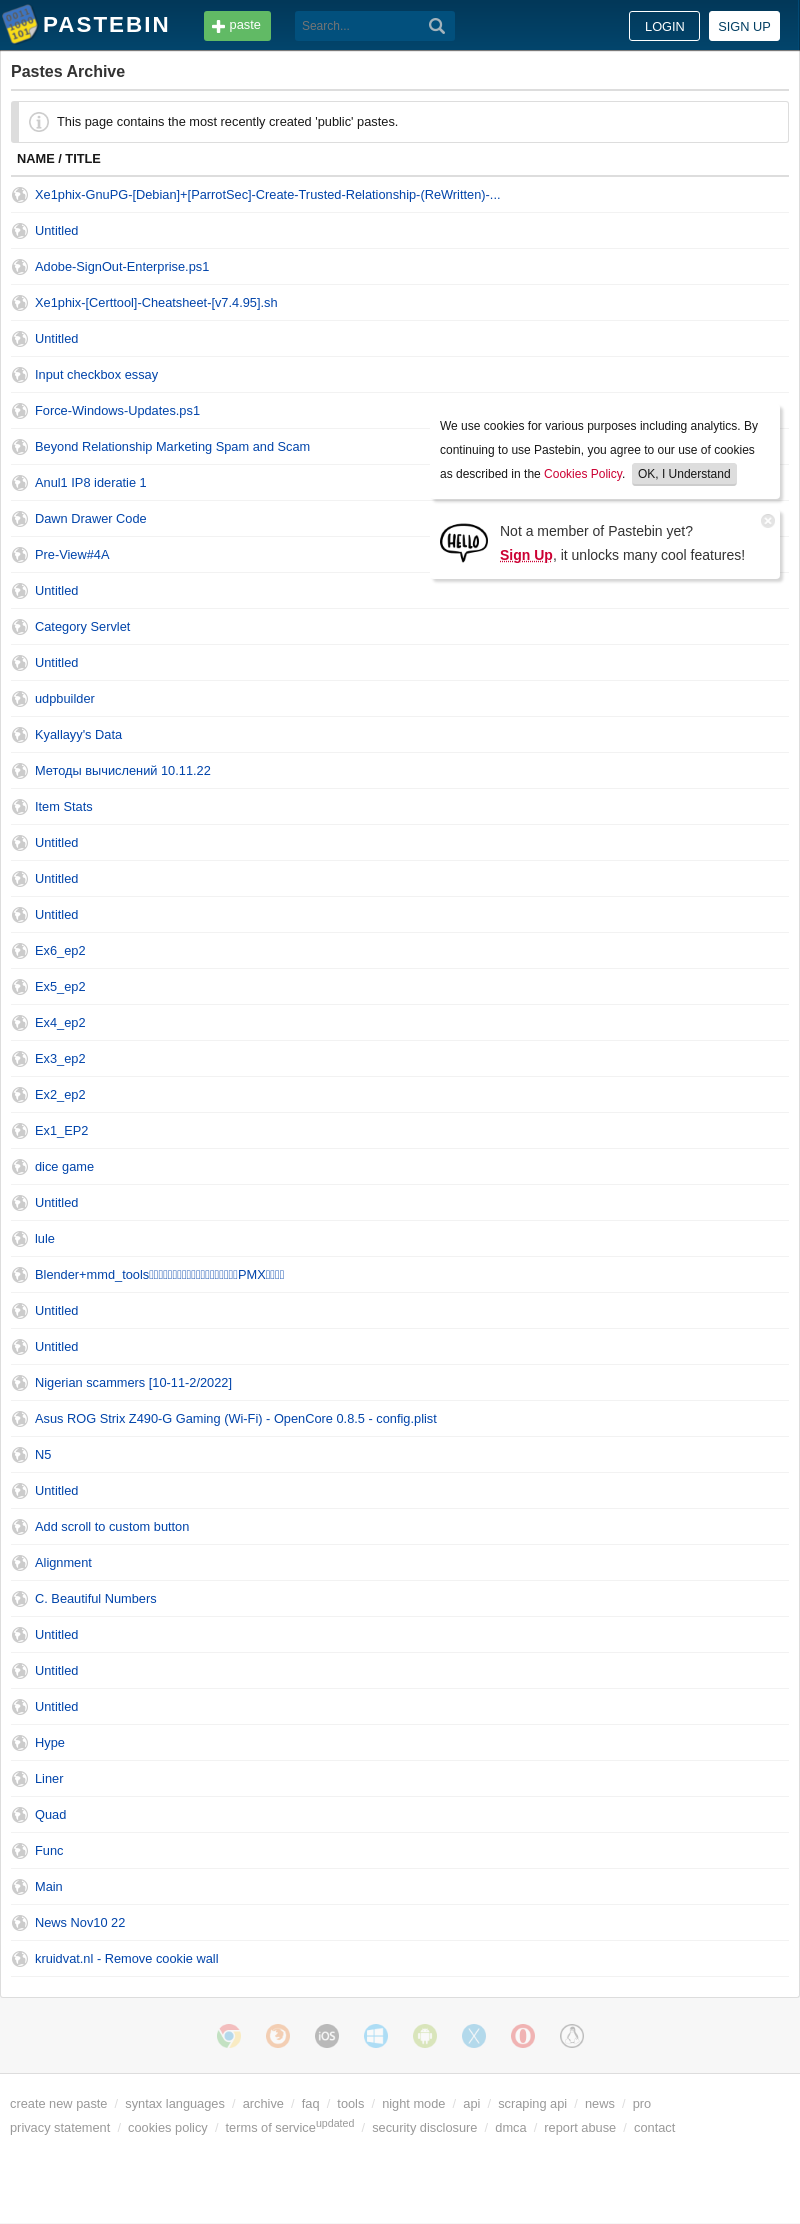 PASTEBIN
paste
Search...
LOGIN
SIGN UP
Pastes Archive
This page contains the most recently created 'public' pastes.
NAME / TITLE
Xe1phix-GnuPG-[Debian]+[ParrotSec]-Create-Trusted-Relationship-(ReWritten)-...
Untitled
Adobe-SignOut-Enterprise.ps1
Xe1phix-[Certtool]-Cheatsheet-[v7.4.95].sh
Untitled
Input checkbox essay
Force-Windows-Updates.ps1
Beyond Relationship Marketing Spam and Scam
Anul1 IP8 ideratie 1
Dawn Drawer Code
Pre-View#4A
We use cookies for various purposes including analytics. By
continuing to use Pastebin, you agree to our use of cookies
as described in the Cookies Policy. OK, I Understand
HELLO
Not a member of Pastebin yet?
Sign Up, it unlocks many cool features!
Untitled
Category Servlet
Untitled
udpbuilder
Kyallayy's Data
Методы вычислений 10.11.22
Item Stats
Untitled
Untitled
Untitled
Ex6_ep2
Ex5_ep2
Ex4_ep2
Ex3_ep2
Ex2_ep2
Ex1_EP2
dice game
Untitled
lule
Blender+mmd_tools PMX
Untitled
Untitled
Nigerian scammers [10-11-2/2022]
Asus ROG Strix Z490-G Gaming (Wi-Fi) - OpenCore 0.8.5 - config.plist
N5
Untitled
Add scroll to custom button
Alignment
C. Beautiful Numbers
Untitled
Untitled
Untitled
Hype
Liner
Quad
Func
Main
News Nov10 22
kruidvat.nl - Remove cookie wall
iOS
create new paste / syntax languages / archive / faq / tools / night mode / api / scraping api / news / pro
privacy statement / cookies policy / terms of service updated / security disclosure / dmca / report abuse / contact